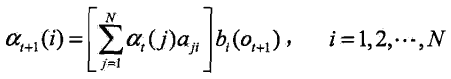 α_{t+1}(i) = [∑_{j=1}^{N} α_t(j)a_{ji}] b_i(o_{t+1}), i = 1, 2, ⋯, N